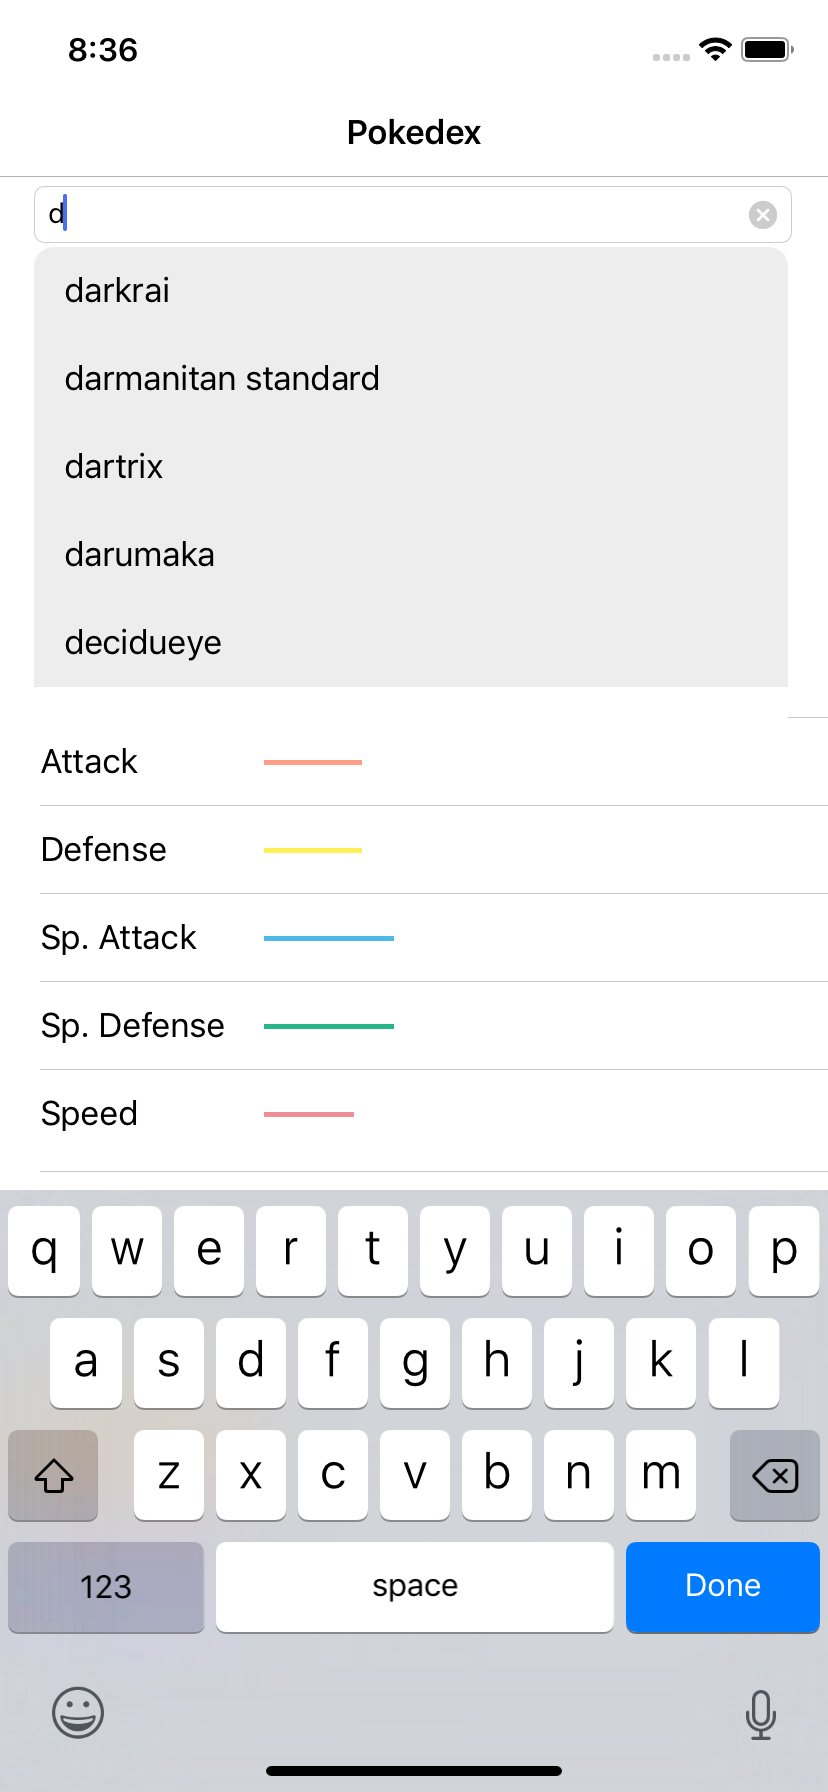 8:36
Pokedex
d
darkrai
darmanitan standard
dartrix
darumaka
decidueye
Attack
Defense
Sp. Attack
Sp. Defense
Speed
q w e r t y u i o p
a s d f g h j k l
z x c v b n m
123 space Done